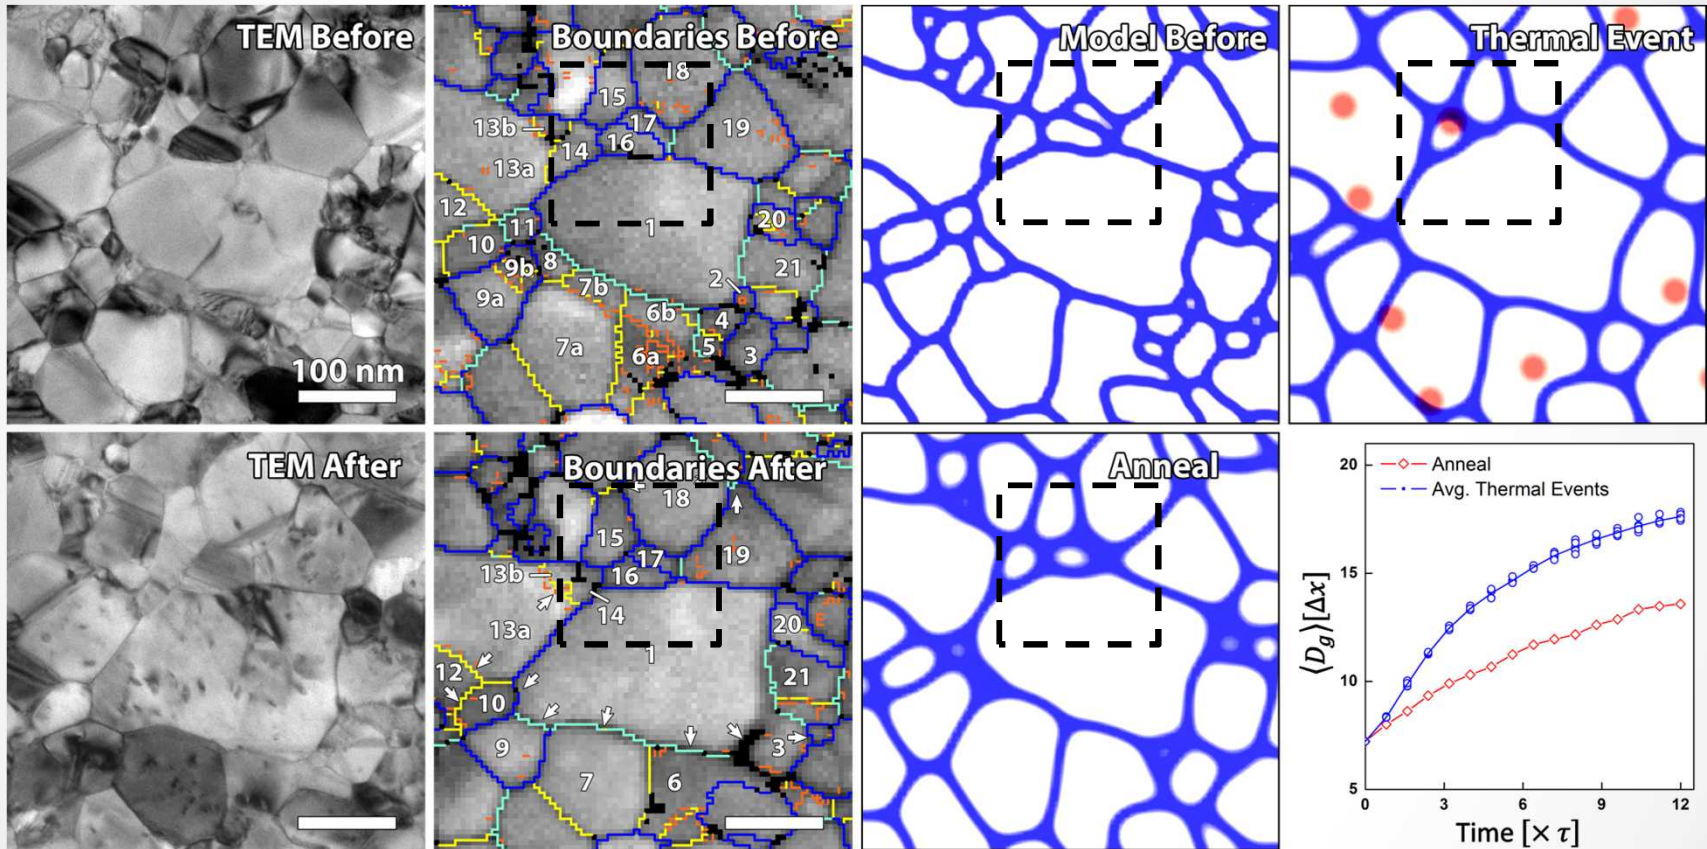 TEM Before
100 nm
Boundaries Before
18
15
17
19
13b
16
14
13a
12
11
10
1
20
8
9b
7b
2
21
9a
6b
4
7a
6a
5
3
Model Before
Thermal Event
TEM After
Boundaries After
18
15
17
19
13b
16
14
13a
20
1
12
21
10
9
3
7
6
Anneal
Anneal
Avg. Thermal Events
20
15
10
5
⟨D_g⟩[Δx]
0 3 6 9 12
Time [× τ]